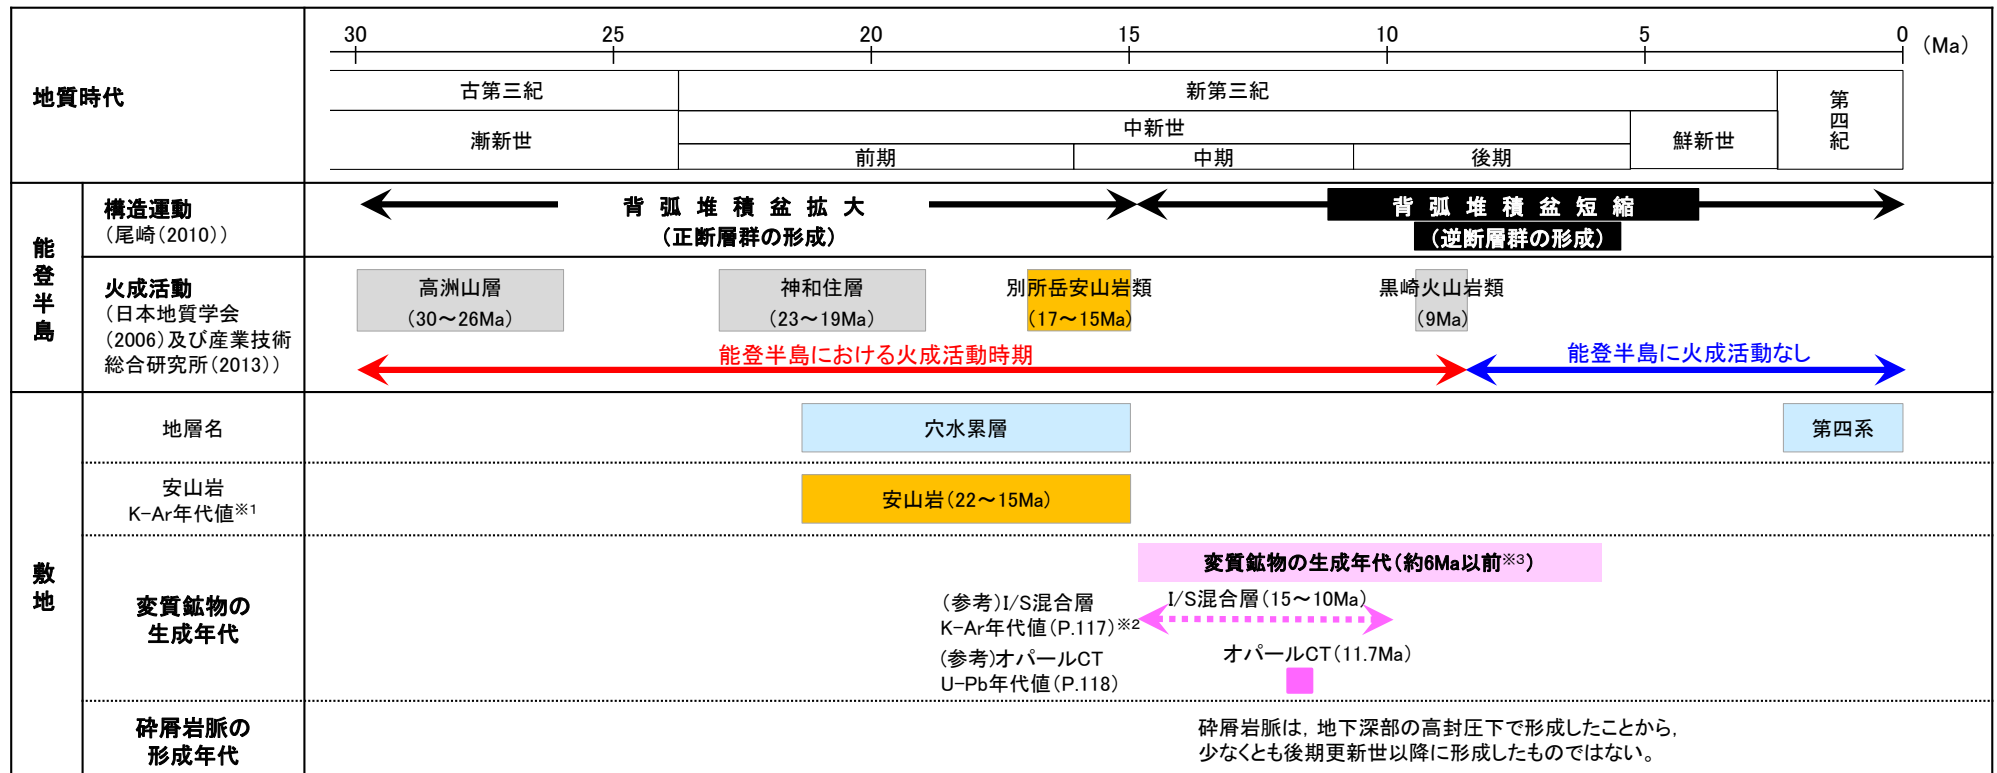 30 25 20 15 10 5 0 (Ma)
地質時代
古第三紀 新第三紀 第四紀
漸新世 中新世 鮮新世
前期 中期 後期
能登半島
構造運動
(尾崎(2010))
背弧堆積盆拡大
(正断層群の形成)
背弧堆積盆短縮
(逆断層群の形成)
火成活動
(日本地質学会
(2006)及び産業技術
総合研究所(2013))
高洲山層
(30~26Ma)
神和住層
(23~19Ma)
別所岳安山岩類
(17~15Ma)
黒崎火山岩類
(9Ma)
能登半島における火成活動時期
能登半島に火成活動なし
敷地
地層名
穴水累層
第四系
安山岩
K-Ar年代値※1
安山岩(22~15Ma)
変質鉱物の
生成年代
変質鉱物の生成年代(約6Ma以前※3)
(参考)I/S混合層
K-Ar年代値(P.117)※2
I/S混合層(15~10Ma)
(参考)オパールCT
U-Pb年代値(P.118)
オパールCT(11.7Ma)
砕屑岩脈の
形成年代
砕屑岩脈は,地下深部の高封圧下で形成したことから,
少なくとも後期更新世以降に形成したものではない。